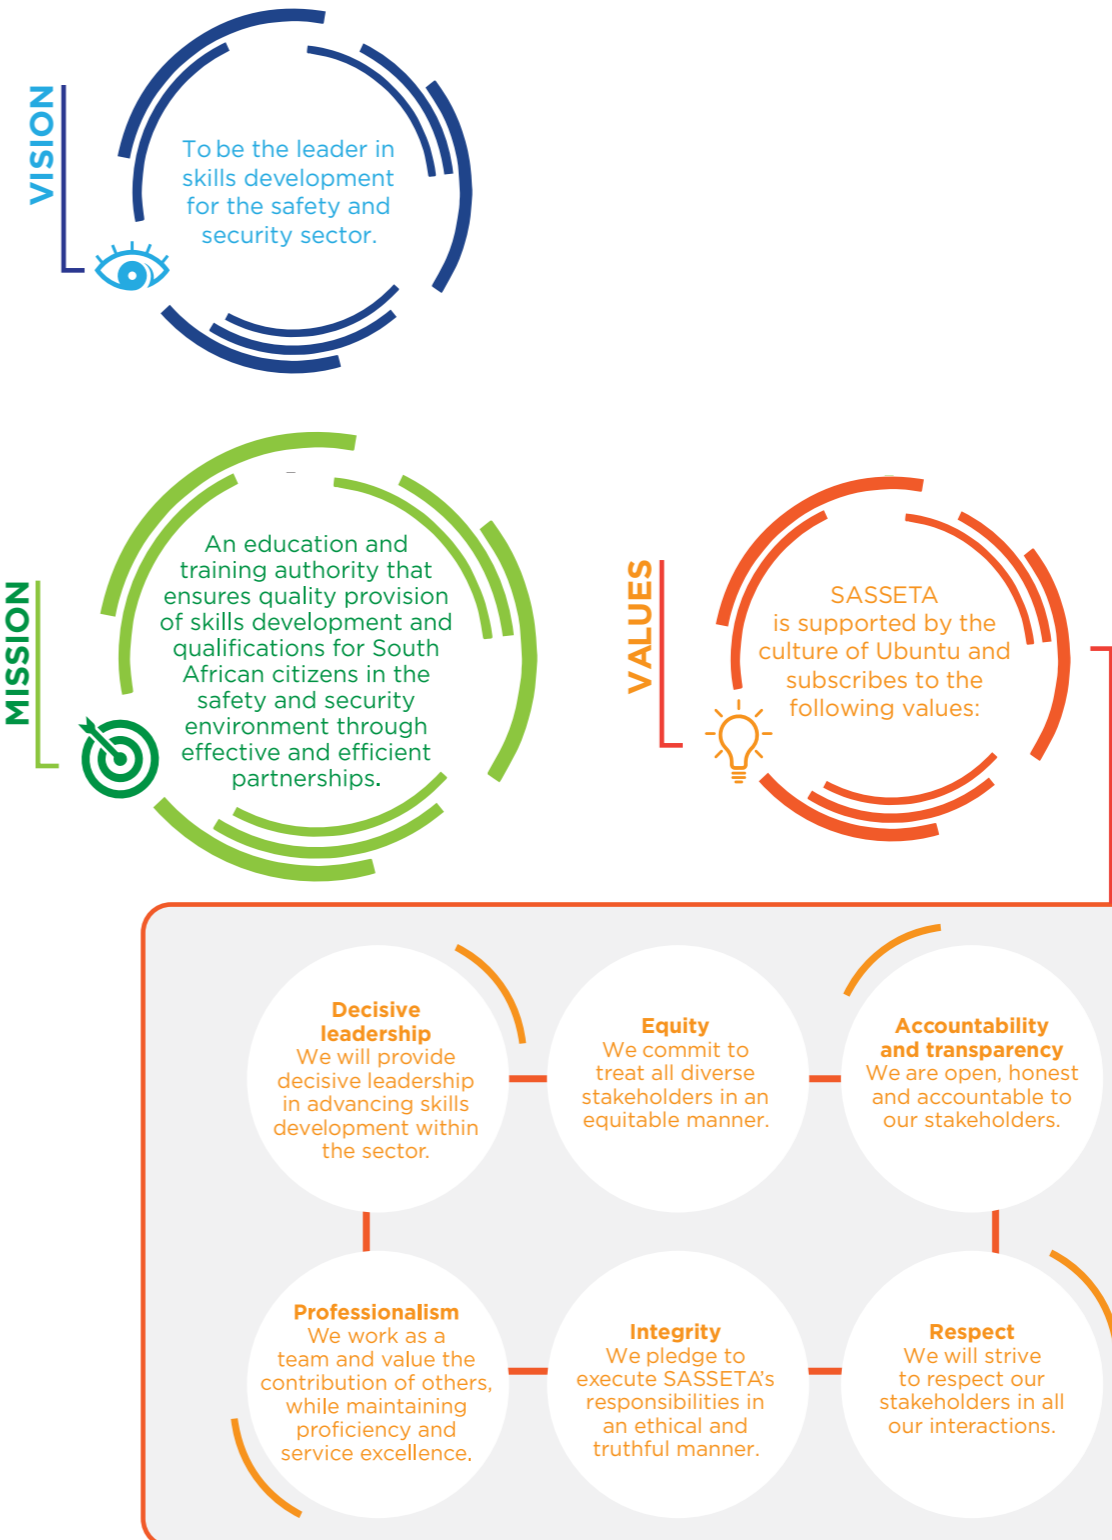 VISION
To be the leader in
skills development
for the safety and
security sector.
MISSION
An education and
training authority that
ensures quality provision
of skills development and
qualifications for South
African citizens in the
safety and security
environment through
effective and efficient
partnerships.
VALUES
SASSETA
is supported by the
culture of Ubuntu and
subscribes to the
following values:
Decisive
leadership
We will provide
decisive leadership
in advancing skills
development within
the sector.
Equity
We commit to
treat all diverse
stakeholders in an
equitable manner.
Accountability
and transparency
We are open, honest
and accountable to
our stakeholders.
Professionalism
We work as a
team and value the
contribution of others,
while maintaining
proficiency and
service excellence.
Integrity
We pledge to
execute SASSETA's
responsibilities in
an ethical and
truthful manner.
Respect
We will strive
to respect our
stakeholders in all
our interactions.